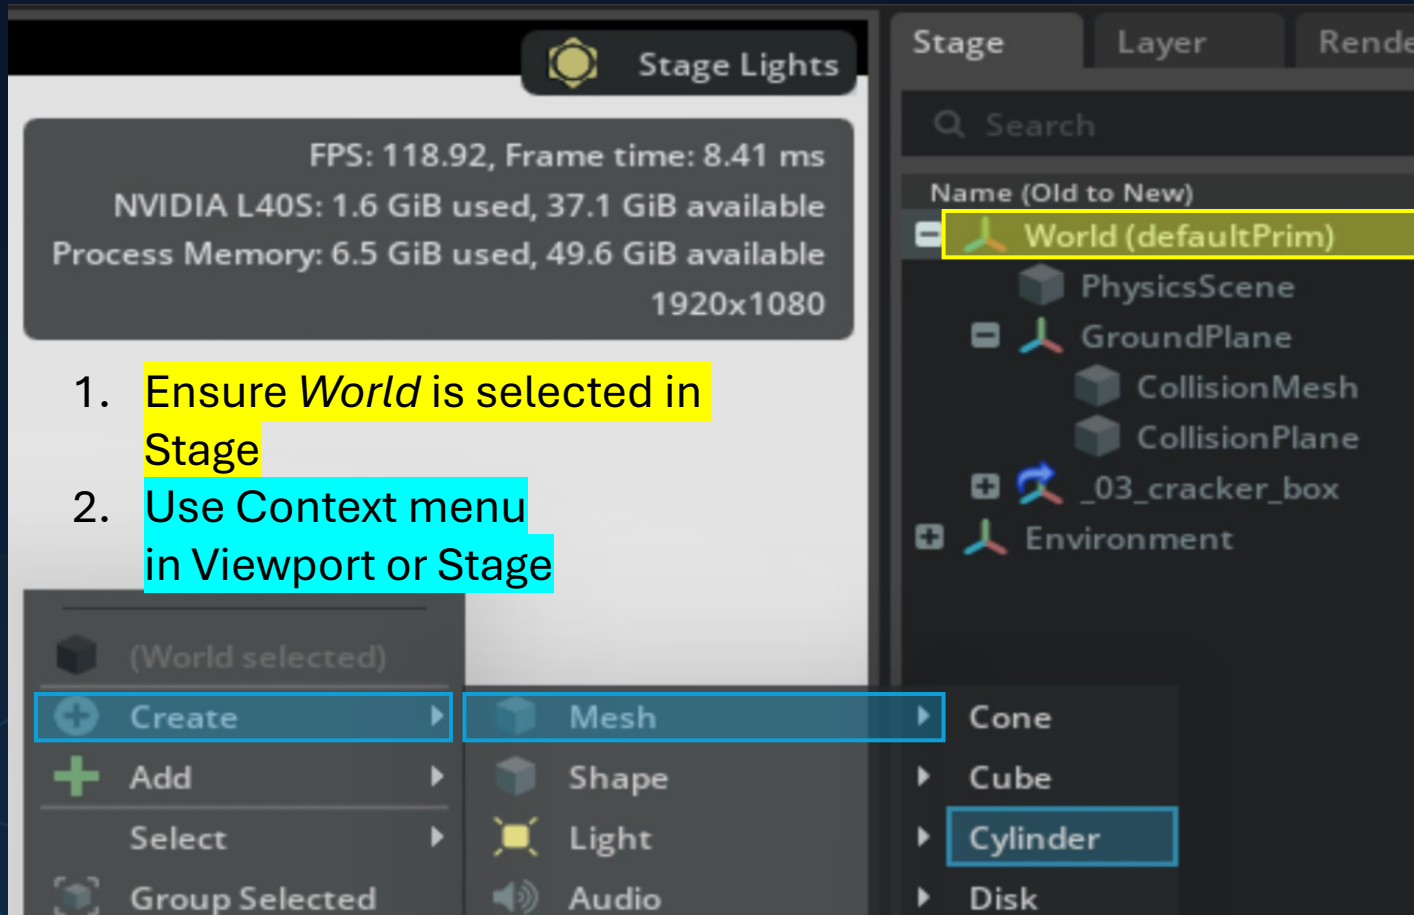 Stage Lights
FPS: 118.92, Frame time: 8.41 ms
NVIDIA L40S: 1.6 GiB used, 37.1 GiB available
Process Memory: 6.5 GiB used, 49.6 GiB available
1920x1080
1. Ensure World is selected in
Stage
2. Use Context menu
in Viewport or Stage
(World selected)
Create
Add
Select
Group Selected
Mesh
Shape
Light
Audio
Cone
Cube
Cylinder
Disk
Stage
Layer
Rende
Search
Name (Old to New)
World (defaultPrim)
PhysicsScene
GroundPlane
CollisionMesh
CollisionPlane
_03_cracker_box
Environment